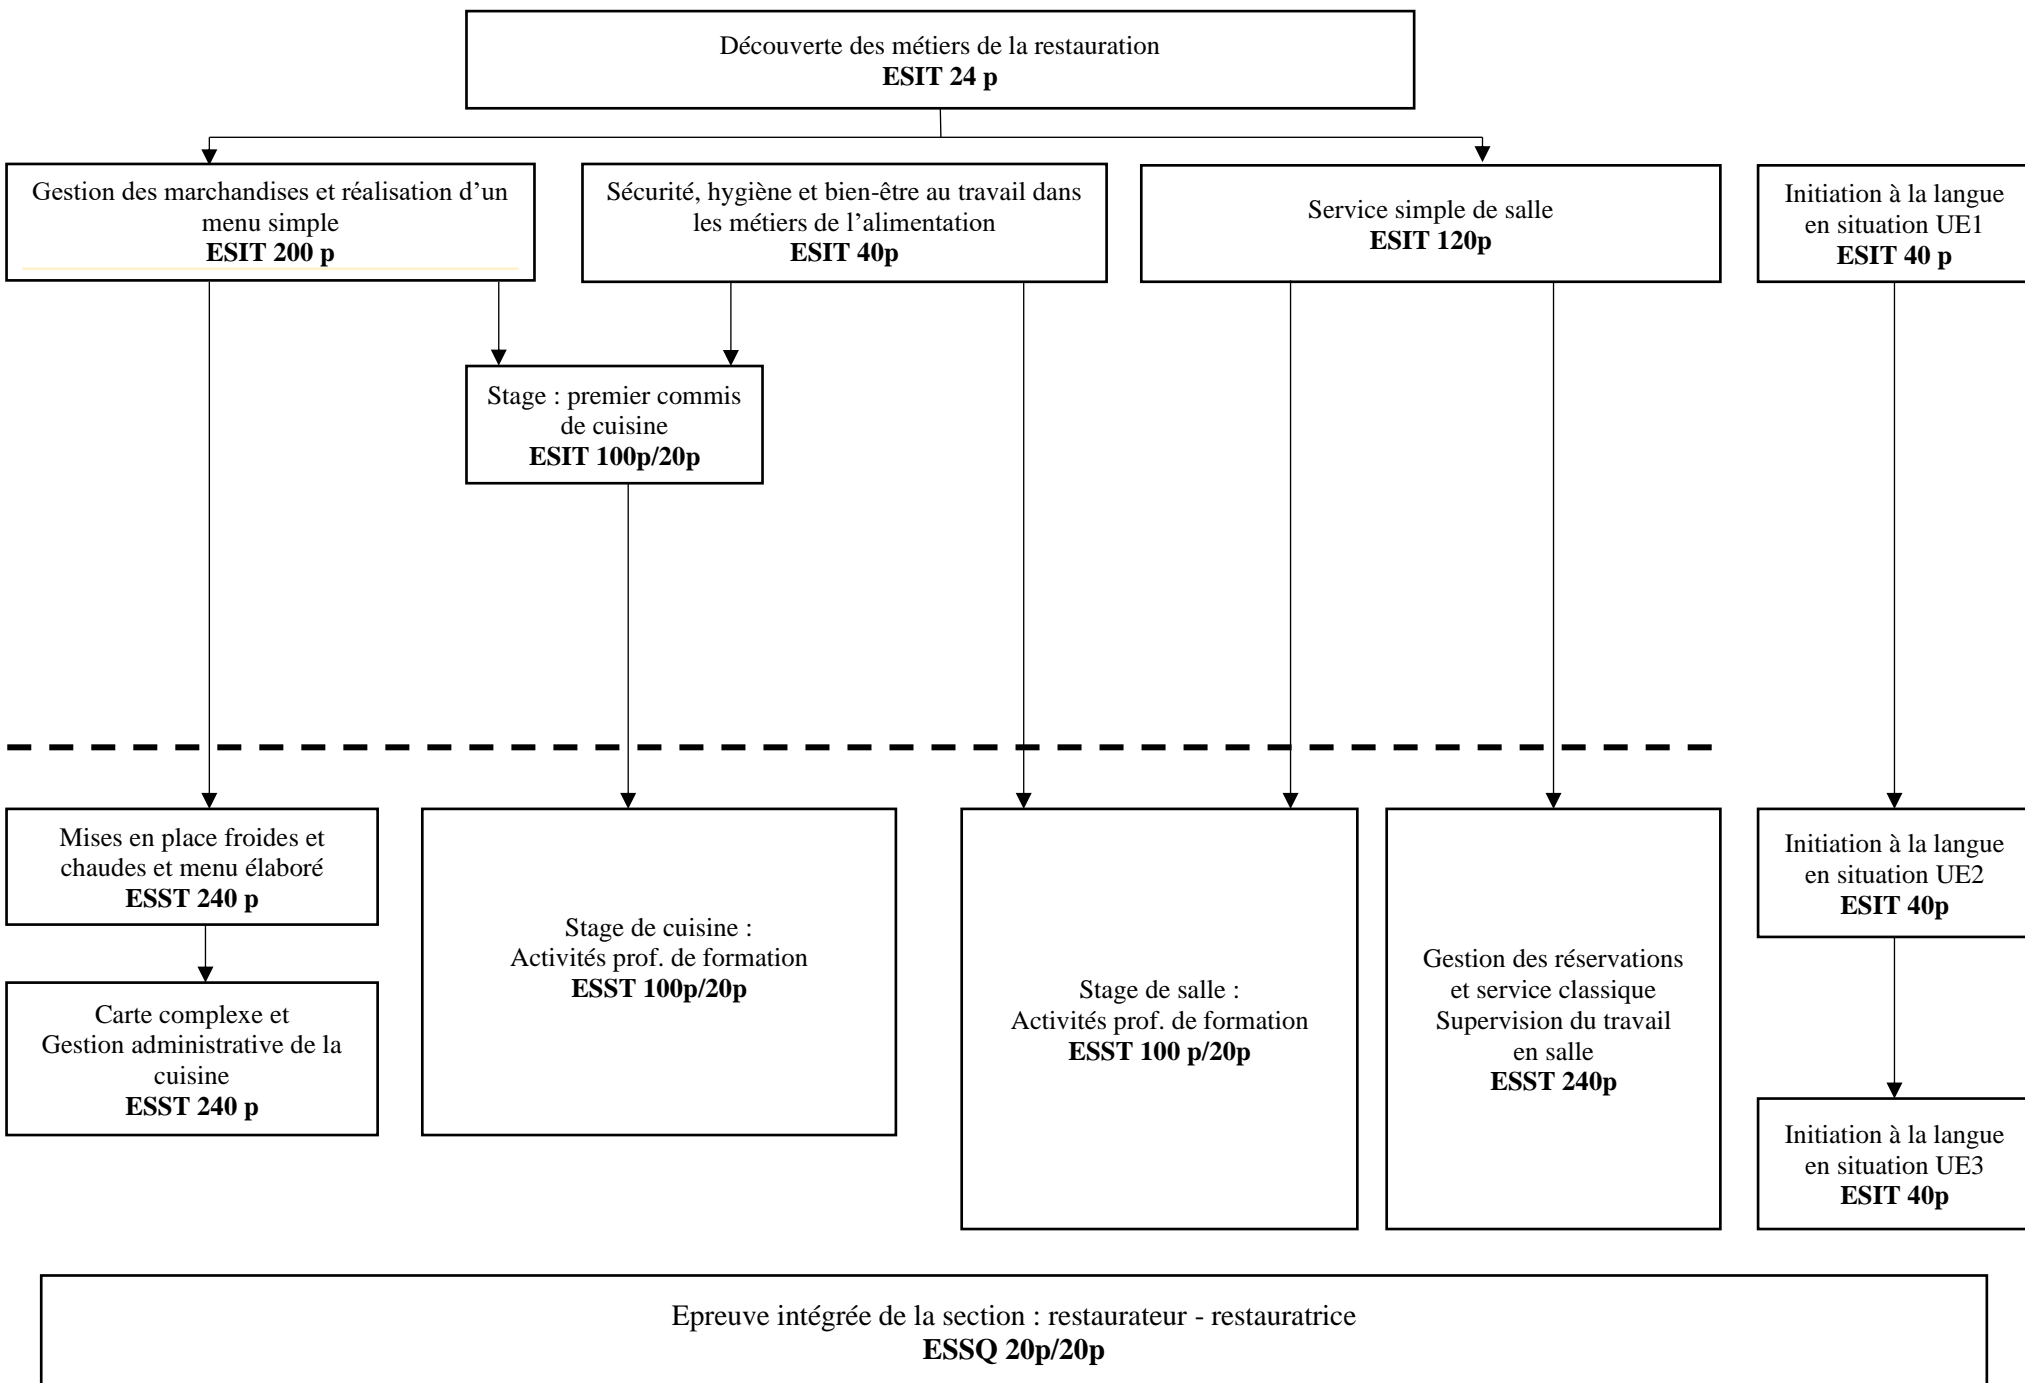 Découverte des métiers de la restauration
ESIT 24 p
Gestion des marchandises et réalisation d’un
menu simple
ESIT 200 p
Sécurité, hygiène et bien-être au travail dans
les métiers de l’alimentation
ESIT 40p
Service simple de salle
ESIT 120p
Initiation à la langue
en situation UE1
ESIT 40 p
Stage : premier commis
de cuisine
ESIT 100p/20p
Mises en place froides et
chaudes et menu élaboré
ESST 240 p
Carte complexe et
Gestion administrative de la
cuisine
ESST 240 p
Stage de cuisine :
Activités prof. de formation
ESST 100p/20p
Stage de salle :
Activités prof. de formation
ESST 100 p/20p
Gestion des réservations
et service classique
Supervision du travail
en salle
ESST 240p
Initiation à la langue
en situation UE2
ESIT 40p
Initiation à la langue
en situation UE3
ESIT 40p
Epreuve intégrée de la section : restaurateur - restauratrice
ESSQ 20p/20p